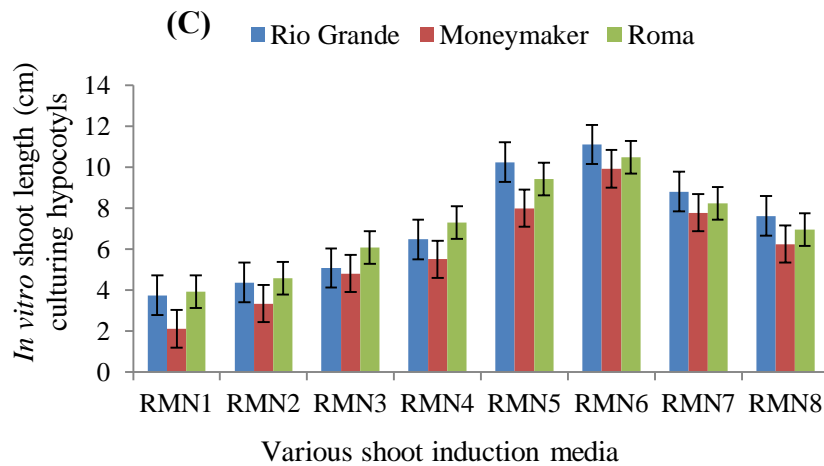 (C)
Rio Grande Moneymaker Roma
In vitro shoot length (cm)
culturing hypocotyls
14
12
10
8
6
4
2
0
RMN1 RMN2 RMN3 RMN4 RMN5 RMN6 RMN7 RMN8
Various shoot induction media